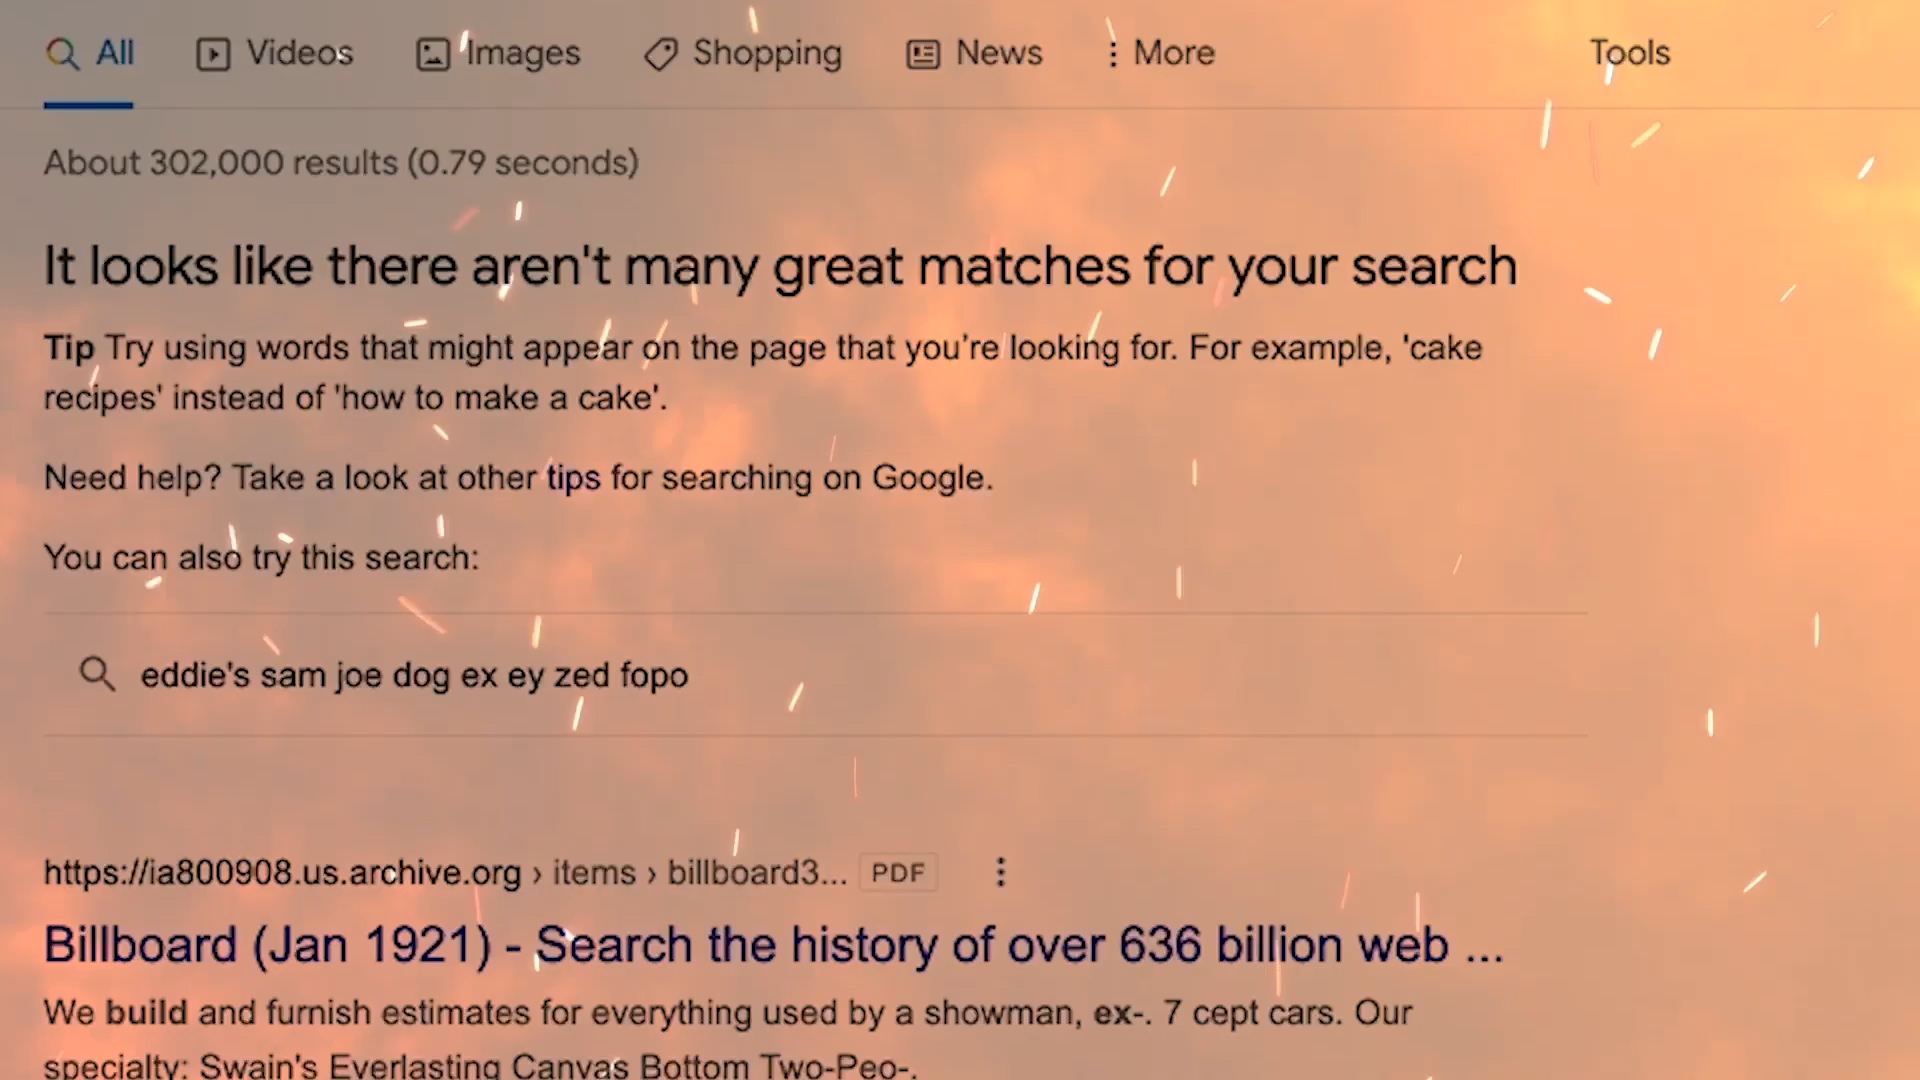 All Videos Images Shopping News More Tools
About 302,000 results (0.79 seconds)
It looks like there aren't many great matches for your search
Tip Try using words that might appear on the page that you're looking for. For example, 'cake
recipes' instead of 'how to make a cake'.
Need help? Take a look at other tips for searching on Google.
You can also try this search:
eddie's sam joe dog ex ey zed fopo
https://ia800908.us.archive.org › items › billboard3... PDF
Billboard (Jan 1921) - Search the history of over 636 billion web ...
We build and furnish estimates for everything used by a showman, ex-. 7 cept cars. Our
specialty: Swain's Everlasting Canvas Bottom Two-Peo-.